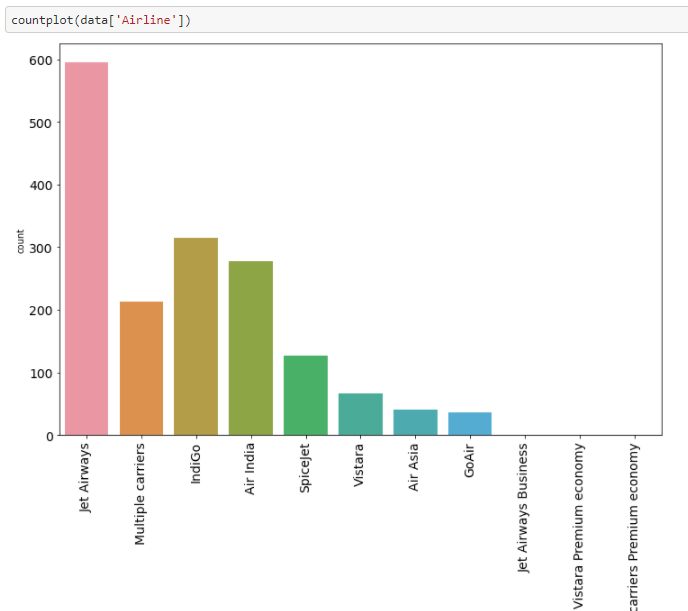 countplot(data['Airline'])
600
500
400
300
200
100
0
count
Jet Airways
Multiple carriers
IndiGo
Air India
SpiceJet
Vistara
Air Asia
GoAir
Jet Airways Business
Vistara Premium economy
carriers Premium economy